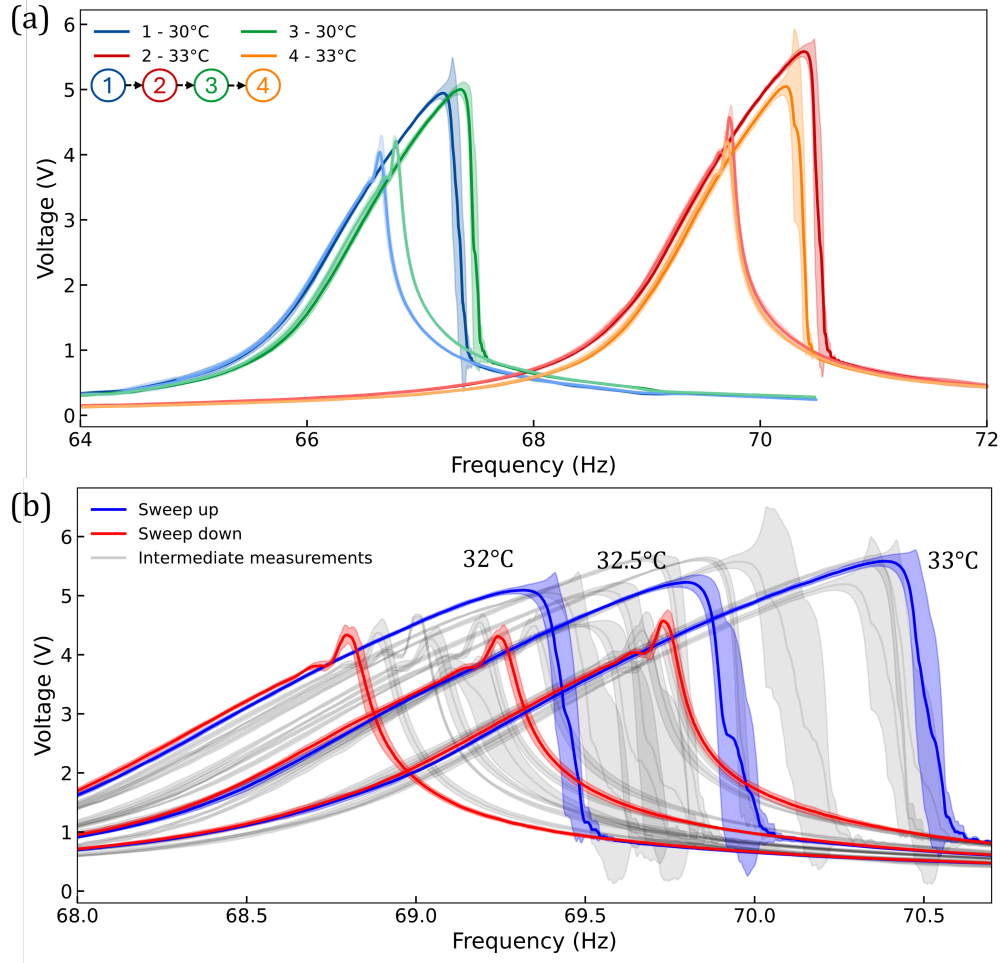 (a)
1 - 30°C
3 - 30°C
2 - 33°C
4 - 33°C
1 2 3 4
6
5
4
3
2
1
0
Voltage (V)
64 66 68 70 72
Frequency (Hz)
(b)
Sweep up
Sweep down
Intermediate measurements
32°C 32.5°C 33°C
6
5
4
3
2
1
0
Voltage (V)
68.0 68.5 69.0 69.5 70.0 70.5
Frequency (Hz)